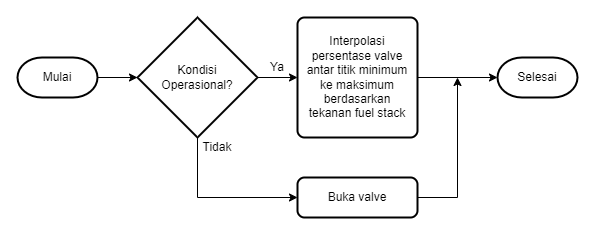 Mulai
Kondisi
Operasional?
Ya
Interpolasi
persentase valve
antar titik minimum
ke maksimum
berdasarkan
tekanan fuel stack
Selesai
Tidak
Buka valve